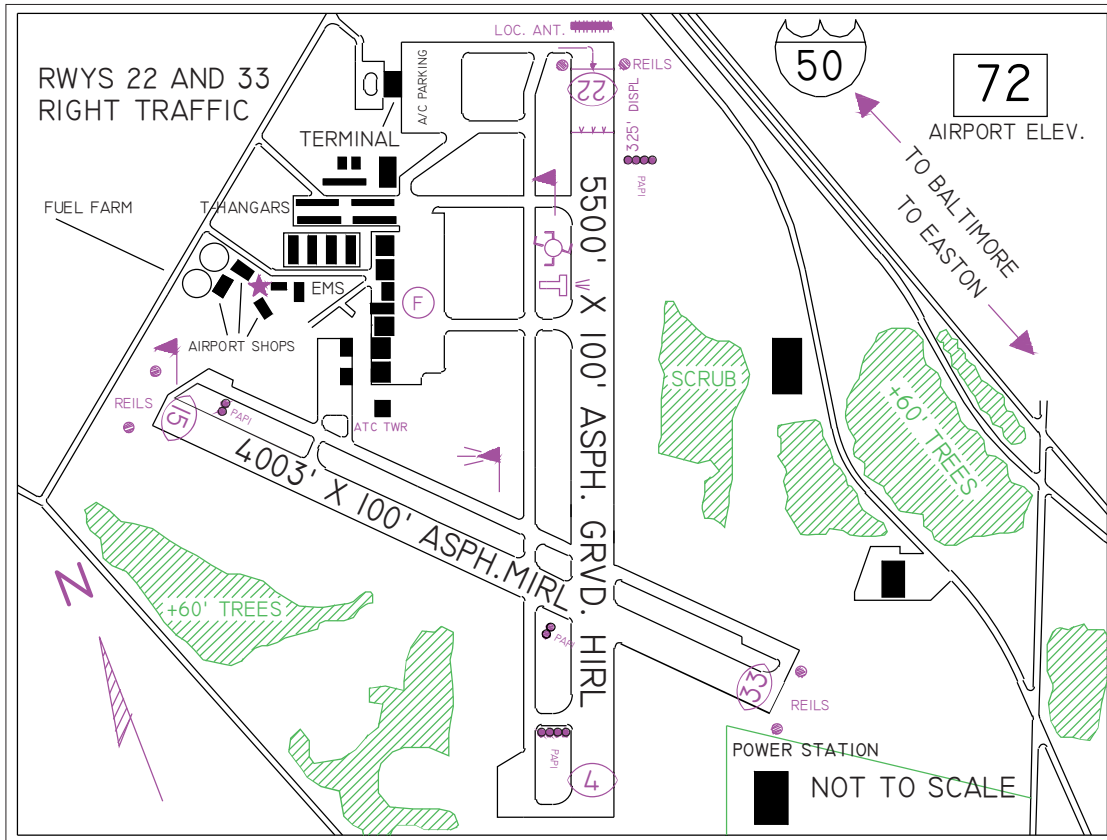 LOC. ANT.
RWYS 22 AND 33
RIGHT TRAFFIC
A/C PARKING
REILS
22
325' DISPL
50
72
AIRPORT ELEV.
TERMINAL
PAPI
TO BALTIMORE
TO EASTON
FUEL FARM
T-HANGARS
5500' X 100' ASPH. GRVD. HIRL
T
EMS
F
AIRPORT SHOPS
SCRUB
+60' TREES
REILS
15
PAPI
ATC TWR
4003' X 100' ASPH. MIRL
N
+60' TREES
PAPI
33
REILS
PAPI
4
POWER STATION
NOT TO SCALE